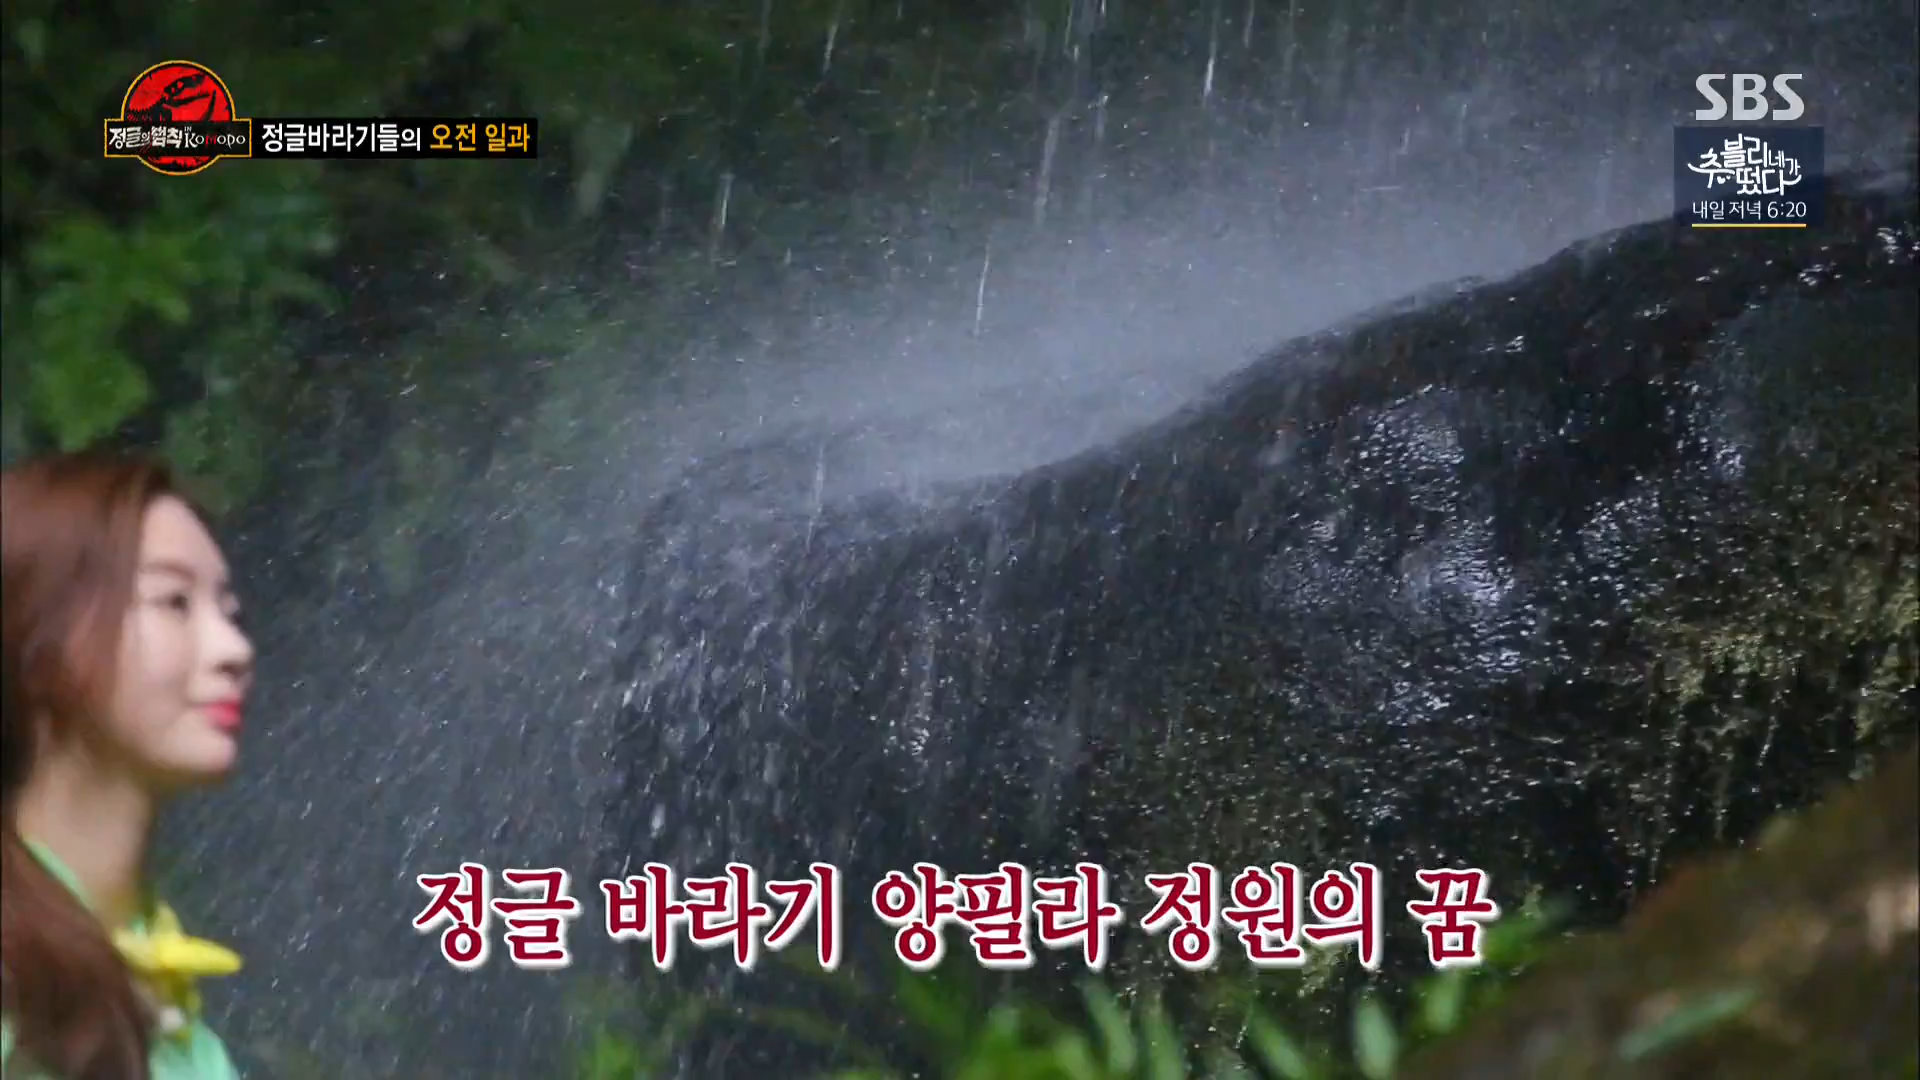 정글의 법칙 IN KOMODO
정글바라기들의 오전 일과
SBS
추블리네가 떴다
내일 저녁 6:20
정글 바라기 양필라 정원의 꿈